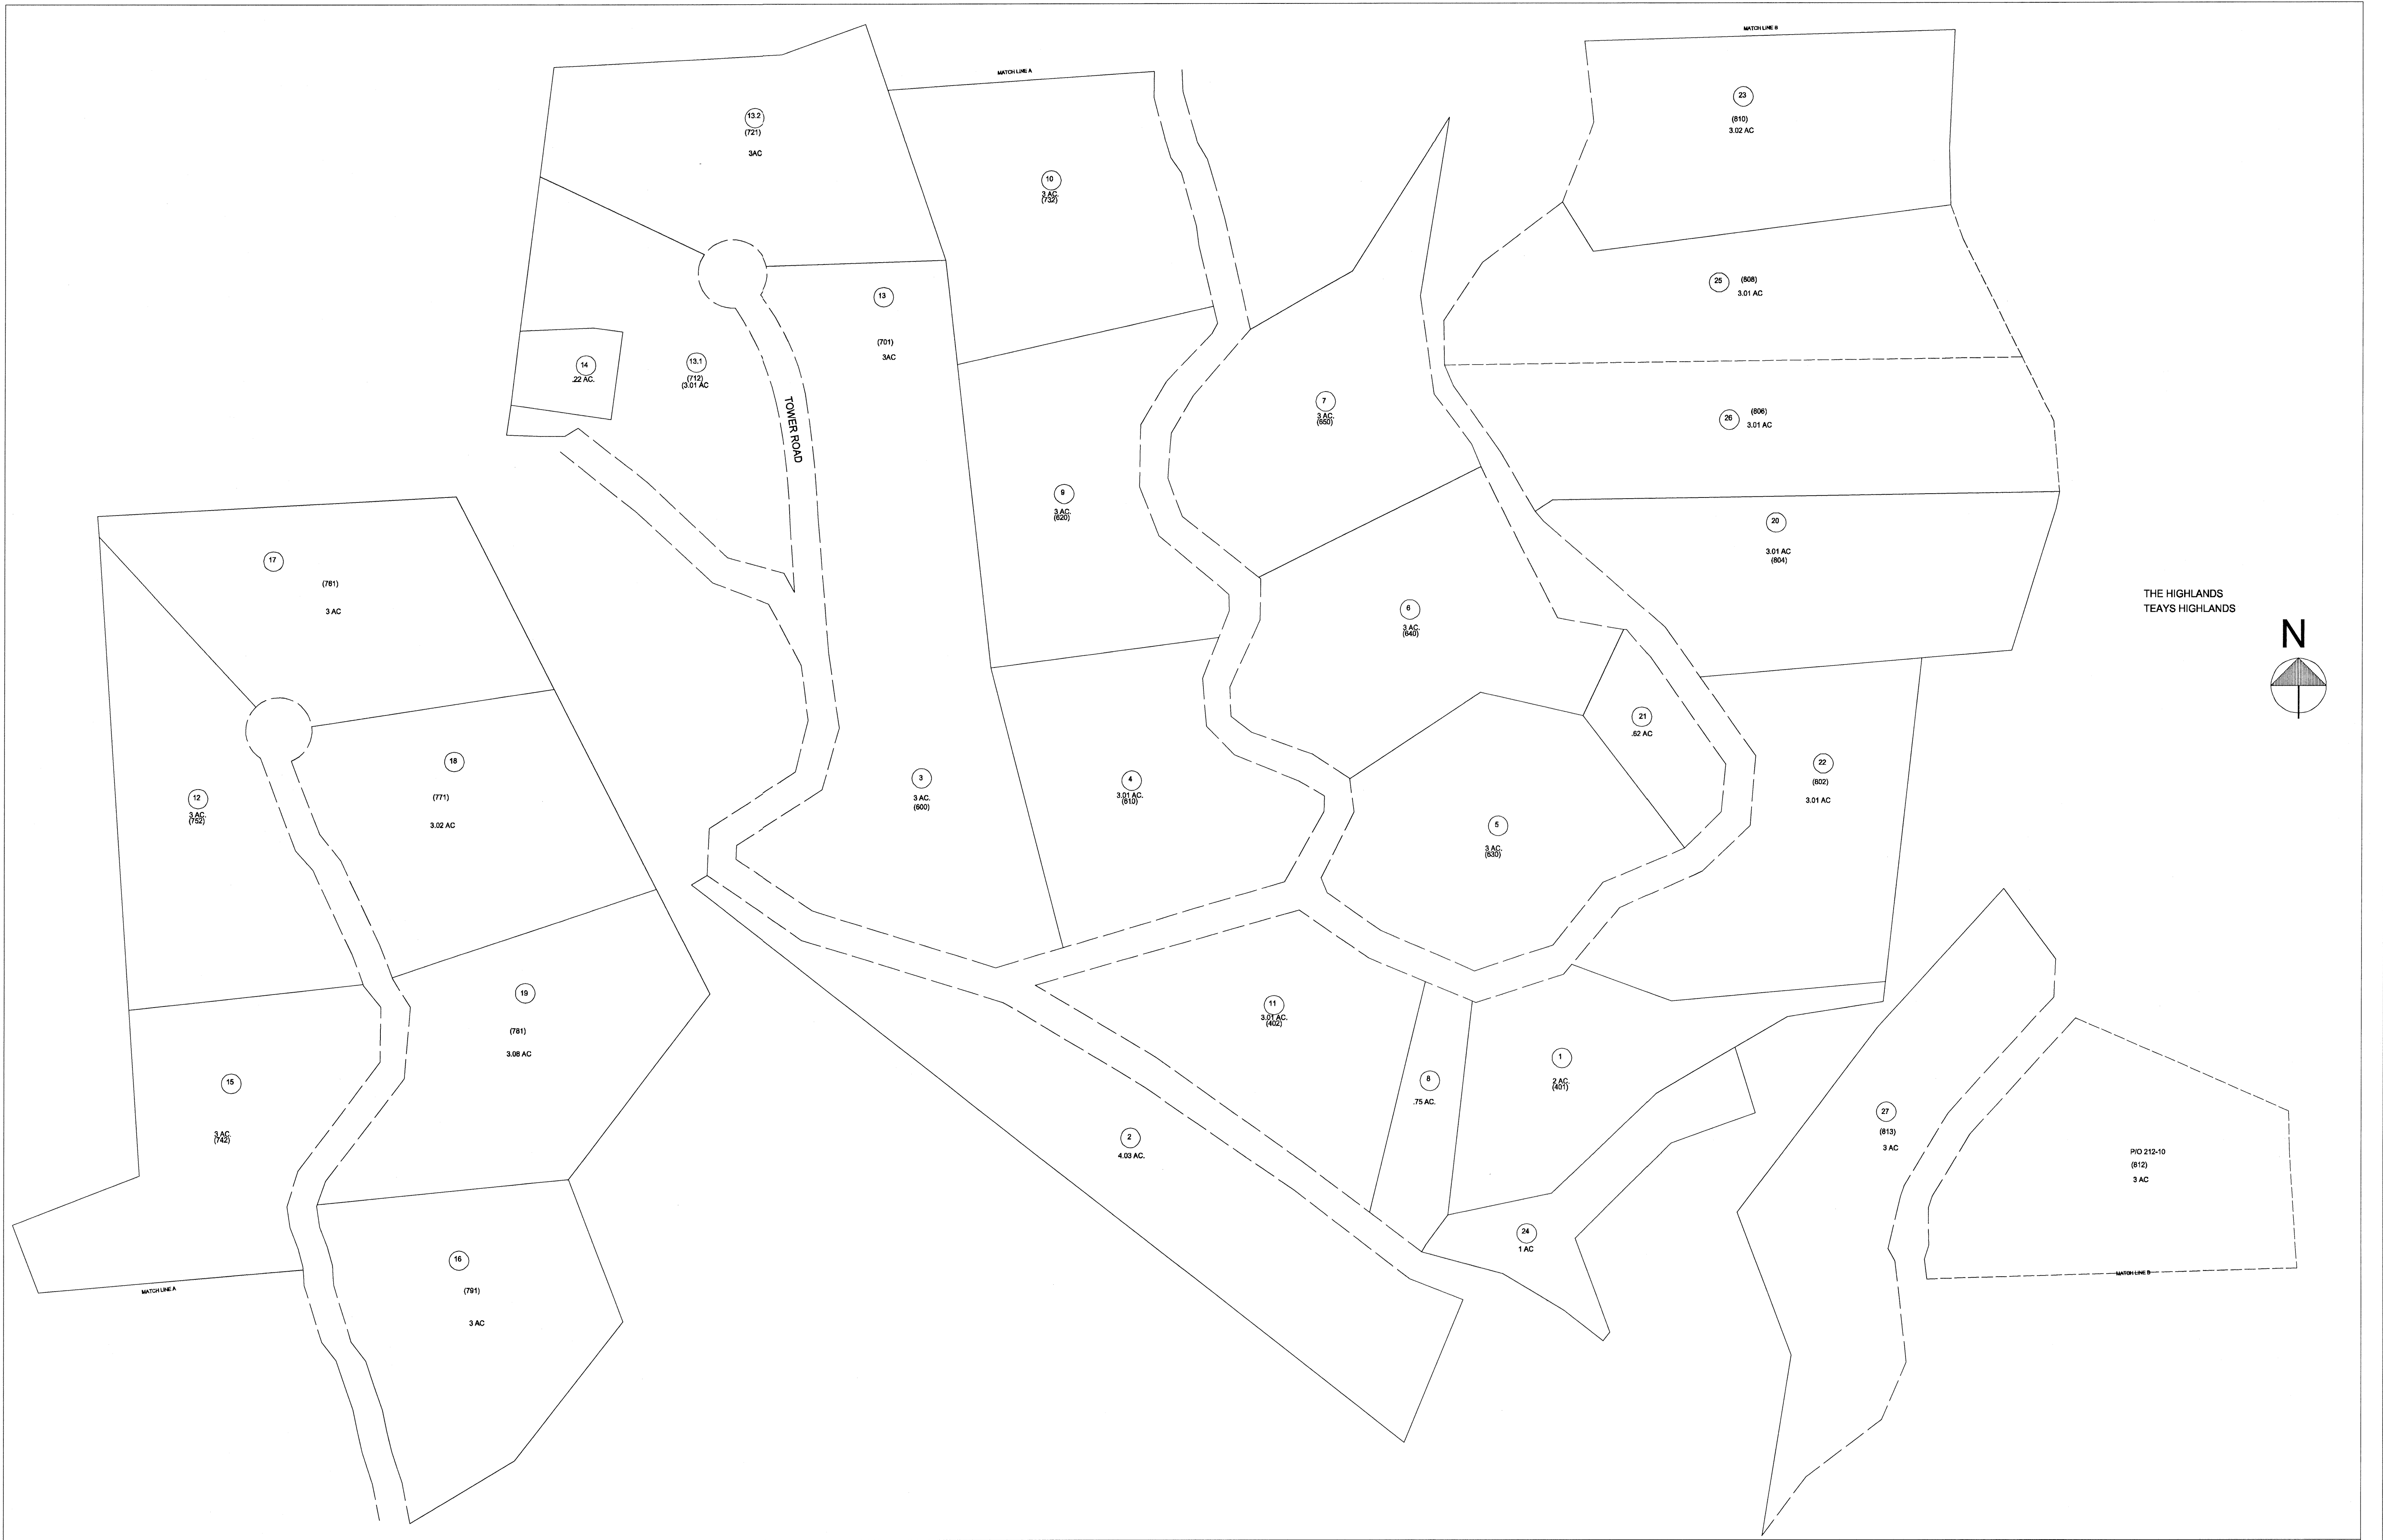 MATCH LINE B
MATCH LINE A
23
(810)
3.02 AC
13.2
(721)
3AC
10
3 AC.
(732)
25
(808)
3.01 AC
13
(701)
3AC
14
.22 AC.
13.1
(712)
(3.01 AC
TOWER ROAD
7
3 AC.
(650)
26
(806)
3.01 AC
9
3 AC.
(620)
20
3.01 AC
(804)
17
(761)
3 AC
6
3 AC.
(640)
THE HIGHLANDS
TEAYS HIGHLANDS
N
21
.62 AC
18
(771)
3.02 AC
12
3 AC.
(752)
3
3 AC.
(600)
4
3.01 AC.
(610)
22
(802)
3.01 AC
5
3 AC.
(630)
19
(781)
3.08 AC
11
3.01 AC.
(402)
1
2 AC.
(401)
8
.75 AC.
15
3 AC.
(742)
2
4.03 AC.
27
(813)
3 AC
P/O 212-10
(812)
3 AC
24
1 AC
16
(791)
3 AC
MATCH LINE A
MATCH LINE B